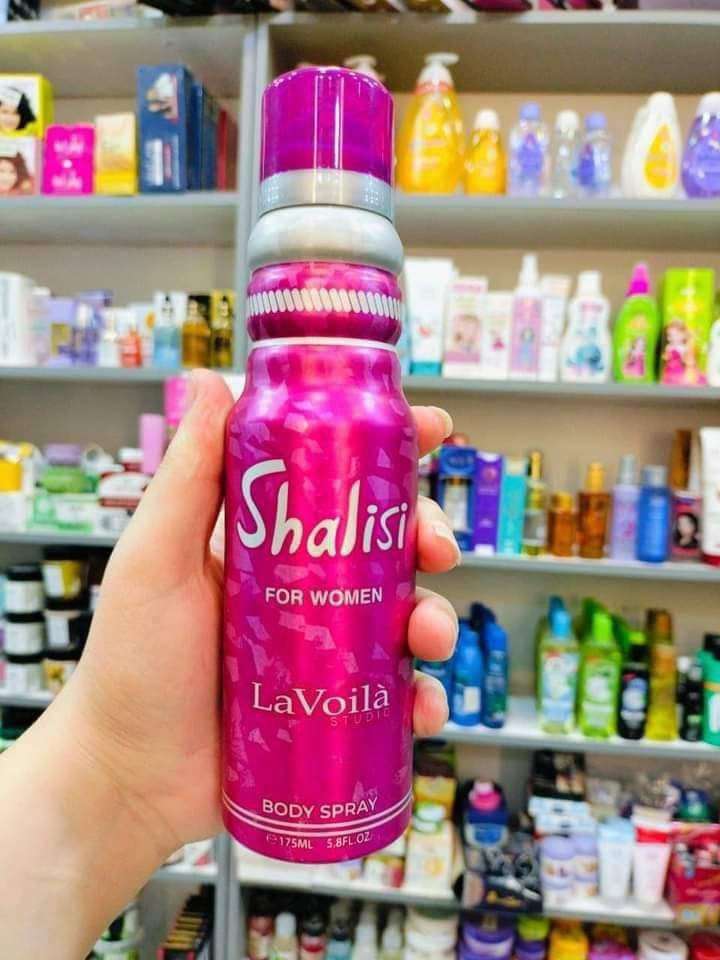 Shalisi
FOR WOMEN
LaVoilà
STUDIO
BODY SPRAY
℮175ML 5.8FL.OZ.